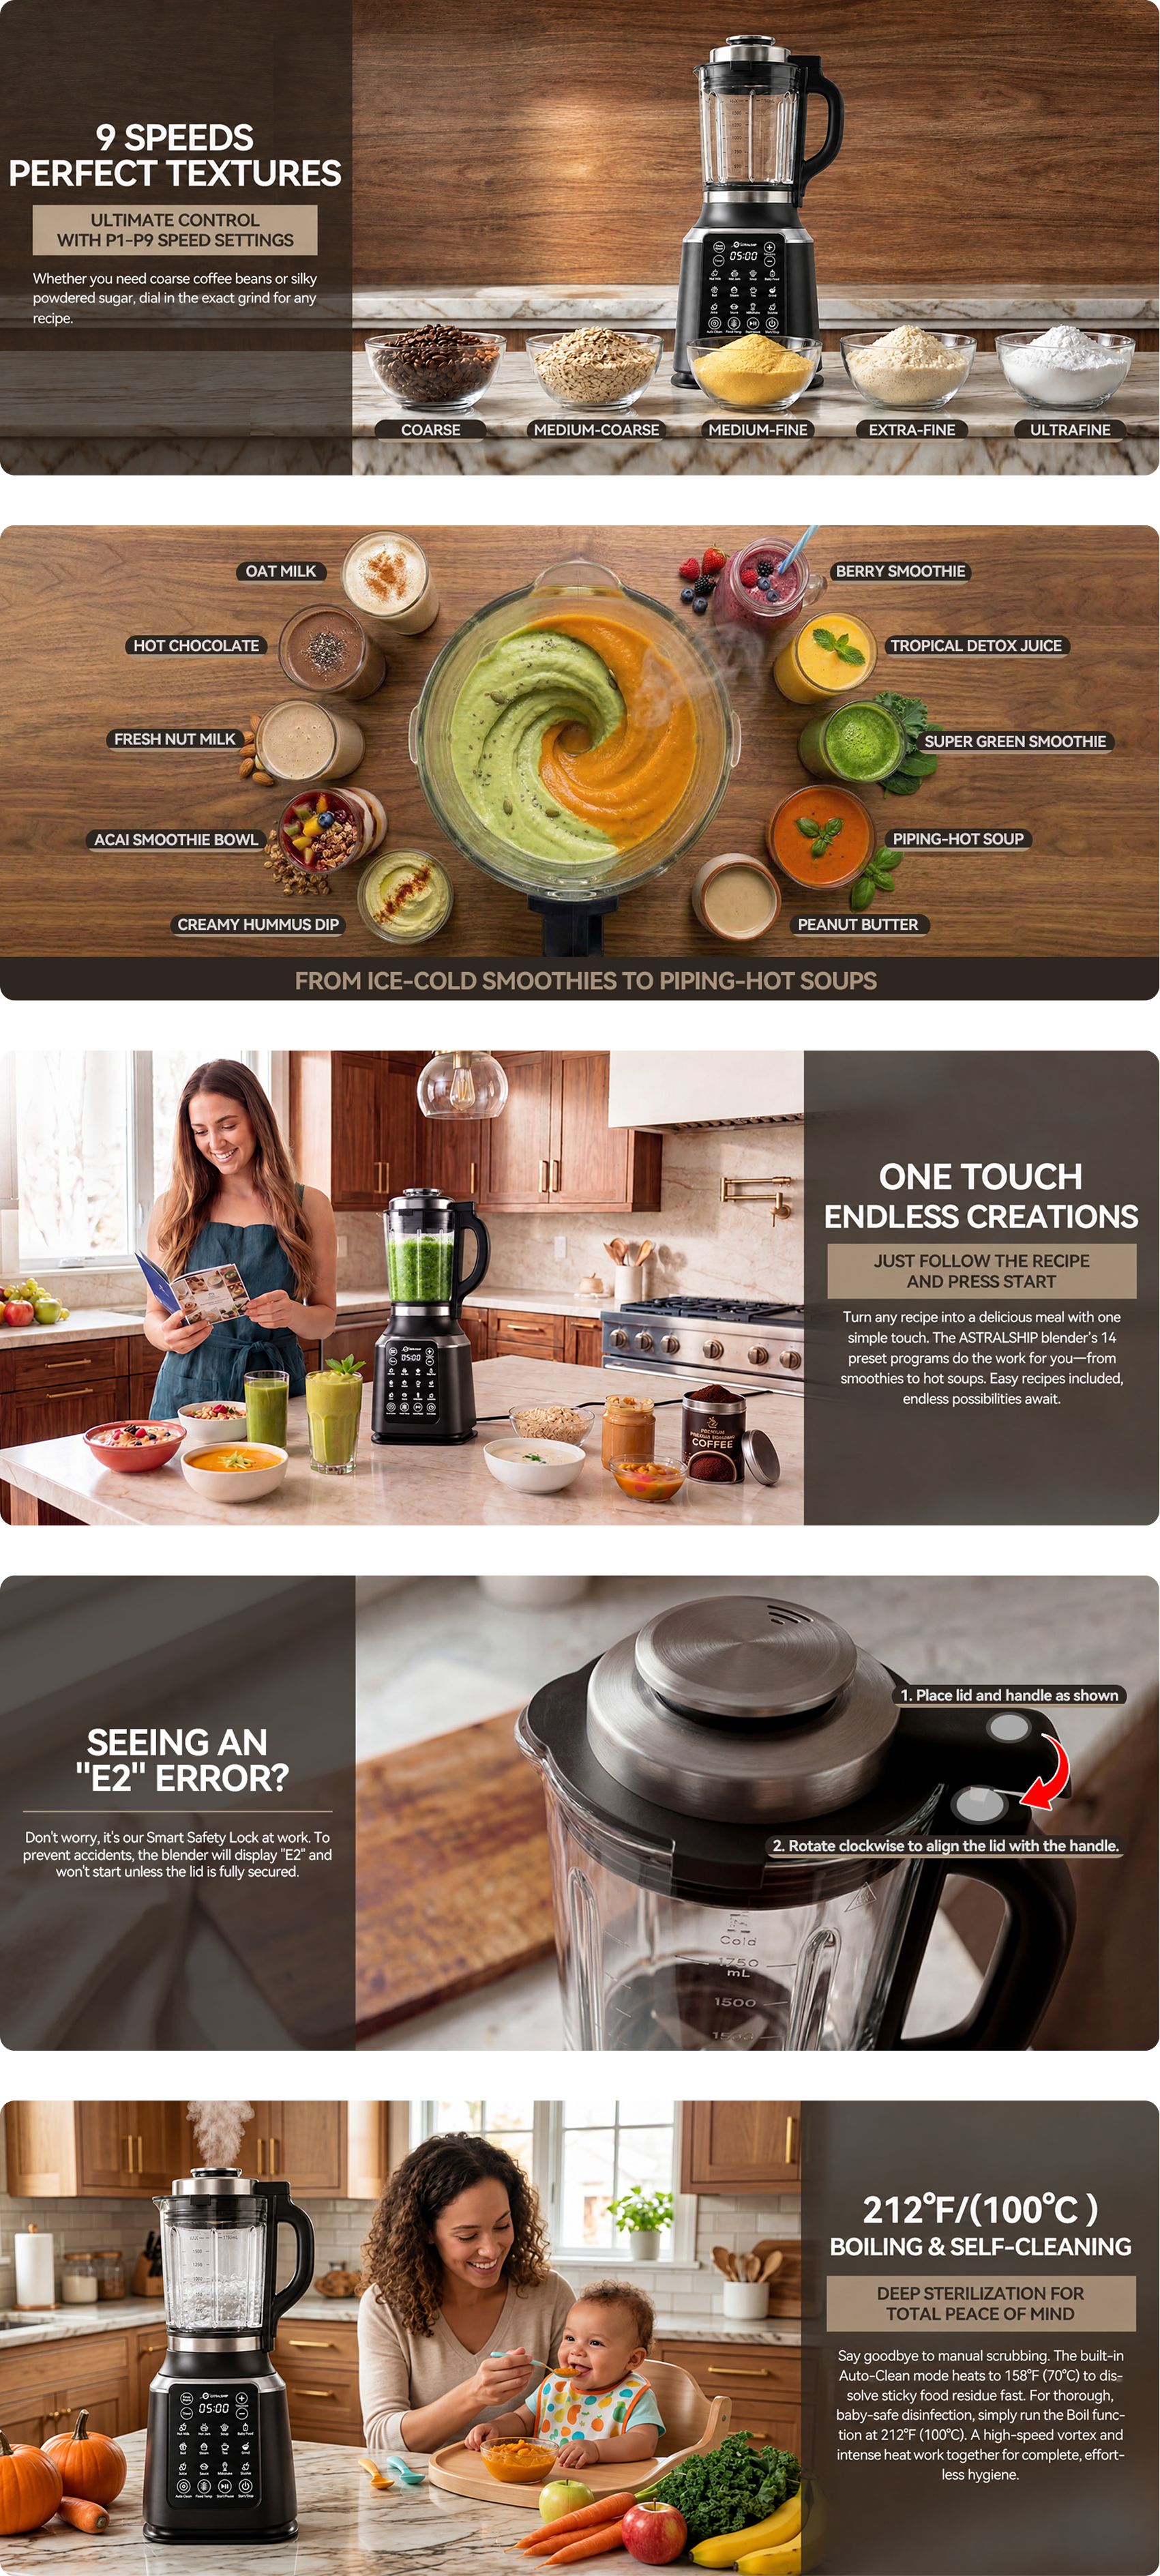 9 SPEEDS
PERFECT TEXTURES
ULTIMATE CONTROL
WITH P1-P9 SPEED SETTINGS
Whether you need coarse coffee beans or silky
powdered sugar, dial in the exact grind for any
recipe.
05:00
COARSE
MEDIUM-COARSE
MEDIUM-FINE
EXTRA-FINE
ULTRAFINE
OAT MILK
BERRY SMOOTHIE
HOT CHOCOLATE
TROPICAL DETOX JUICE
FRESH NUT MILK
SUPER GREEN SMOOTHIE
ACAI SMOOTHIE BOWL
PIPING-HOT SOUP
CREAMY HUMMUS DIP
PEANUT BUTTER
FROM ICE-COLD SMOOTHIES TO PIPING-HOT SOUPS
05:00
PREMIUM
COFFEE
ONE TOUCH
ENDLESS CREATIONS
JUST FOLLOW THE RECIPE
AND PRESS START
Turn any recipe into a delicious meal with one
simple touch. The ASTRALSHIP blender's 14
preset programs do the work for you—from
smoothies to hot soups. Easy recipes included,
endless possibilities await.
SEEING AN
"E2" ERROR?
Don't worry, it's our Smart Safety Lock at work. To
prevent accidents, the blender will display "E2" and
won't start unless the lid is fully secured.
1. Place lid and handle as shown
2. Rotate clockwise to align the lid with the handle.
Cold
1750
mL
1500
05:00
Auto Clean
Food Temp
Start/Pause
Start/Stop
212°F/(100°C )
BOILING & SELF-CLEANING
DEEP STERILIZATION FOR
TOTAL PEACE OF MIND
Say goodbye to manual scrubbing. The built-in
Auto-Clean mode heats to 158°F (70°C) to dis-
solve sticky food residue fast. For thorough,
baby-safe disinfection, simply run the Boil func-
tion at 212°F (100°C). A high-speed vortex and
intense heat work together for complete, effort-
less hygiene.